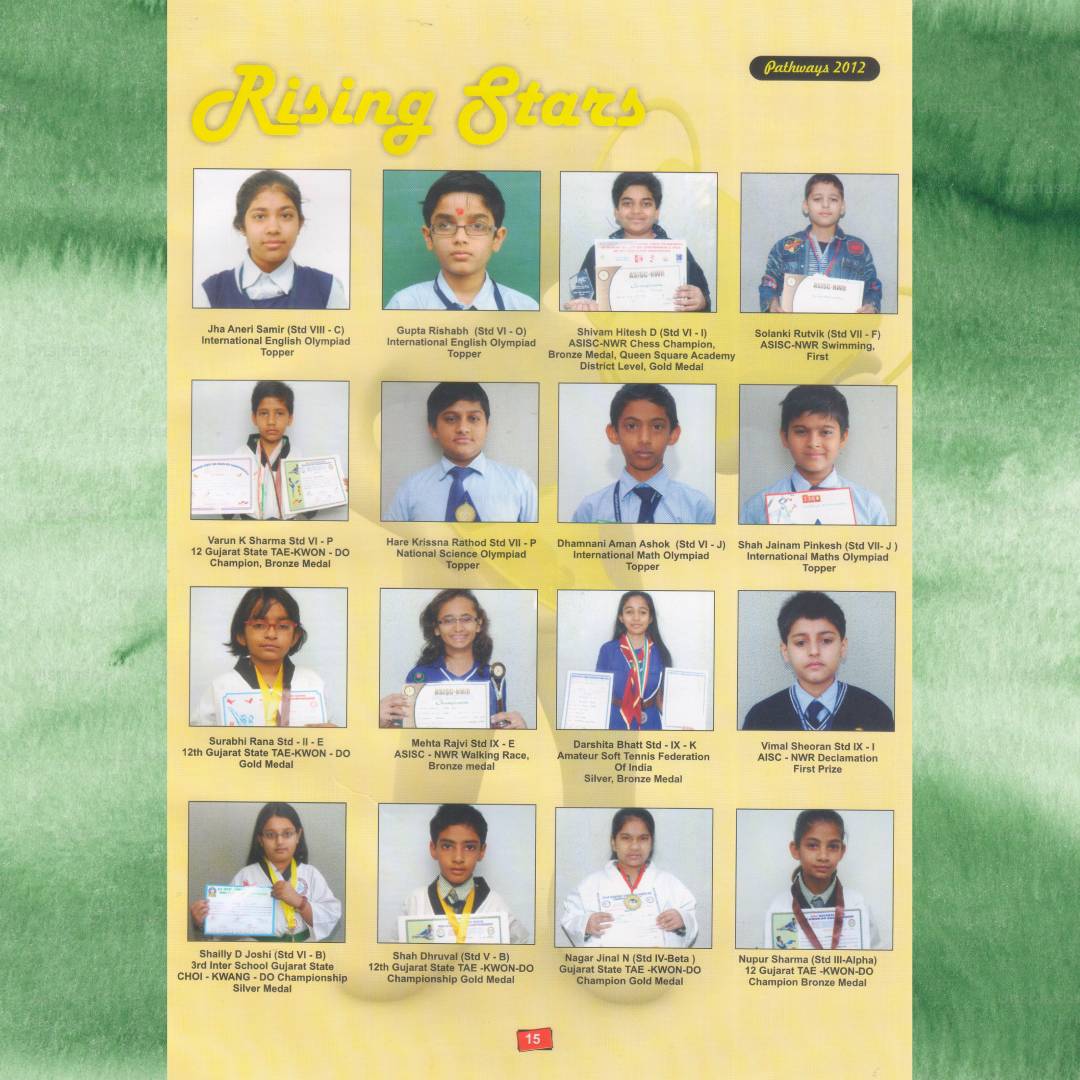 Pathways 2012
Rising Stars
Jha Aneri Samir (Std VIII - C)
International English Olympiad
Topper
Gupta Rishabh (Std VI - O)
International English Olympiad
Topper
Shivam Hitesh D (Std VI - I)
ASISC-NWR Chess Champion,
Bronze Medal, Queen Square Academy
District Level, Gold Medal
Solanki Rutvik (Std VII - F)
ASISC-NWR Swimming,
First
Varun K Sharma Std VI - P
12 Gujarat State TAE-KWON - DO
Champion, Bronze Medal
Hare Krissna Rathod Std VII - P
National Science Olympiad
Topper
Dhamnani Aman Ashok (Std VI - J)
International Math Olympiad
Topper
Shah Jainam Pinkesh (Std VII- J )
International Maths Olympiad
Topper
Surabhi Rana Std - II - E
12th Gujarat State TAE-KWON - DO
Gold Medal
Mehta Rajvi Std IX - E
ASISC - NWR Walking Race,
Bronze medal
Darshita Bhatt Std - IX - K
Amateur Soft Tennis Federation
Of India
Silver, Bronze Medal
Vimal Sheoran Std IX - I
AISC - NWR Declamation
First Prize
Shailly D Joshi (Std VI - B)
3rd Inter School Gujarat State
CHOI - KWANG - DO Championship
Silver Medal
Shah Dhruval (Std V - B)
12th Gujarat State TAE -KWON-DO
Championship Gold Medal
Nagar Jinal N (Std IV-Beta )
Gujarat State TAE -KWON-DO
Champion Gold Medal
Nupur Sharma (Std III-Alpha)
12 Gujarat TAE -KWON-DO
Champion Bronze Medal
ASISC-NWR
ASISC-NWR
ASISC-NWR
15